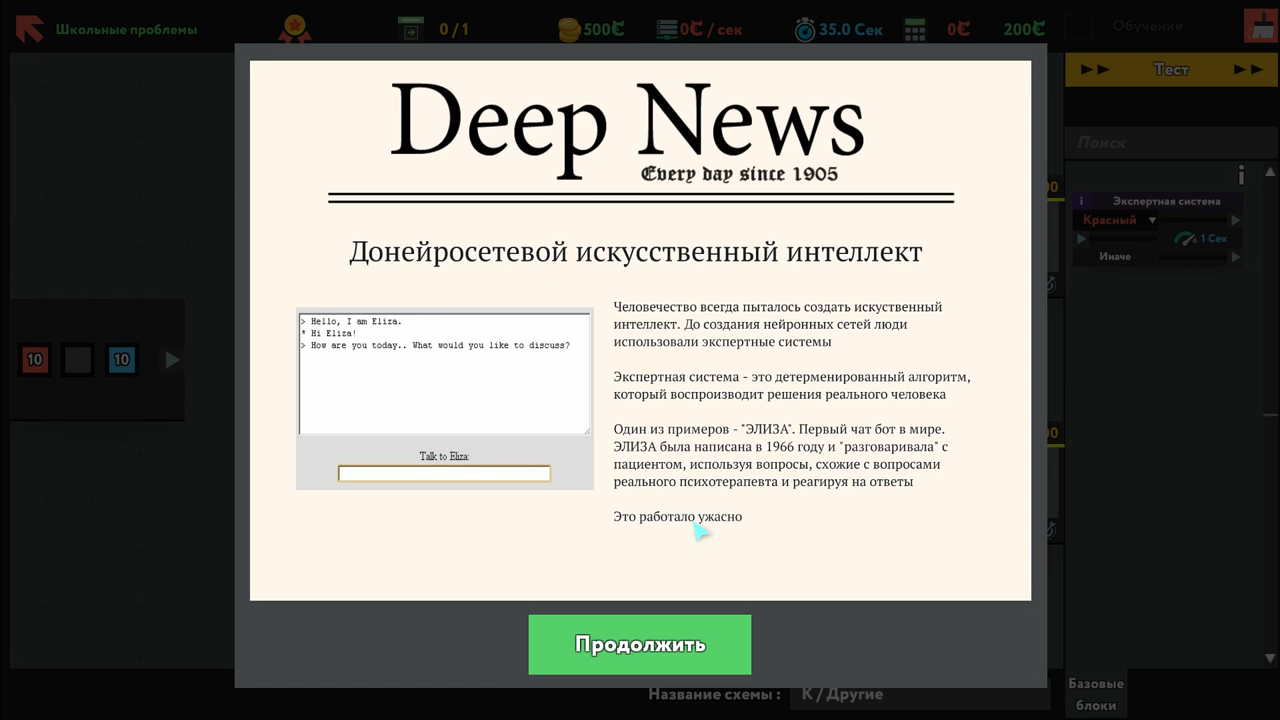 Школьные проблемы
0 / 1
500
0 / сек
35.0 Сек
0
200
Обучение
Тест
Поиск
Экспертная система
Красный
1 Сек
Иначе
10
10
Deep News
Every day since 1905
Донейросетевой искусственный интеллект
> Hello, I am Eliza.
* Hi Eliza!
> How are you today.. What would you like to discuss?
Talk to Eliza:
Человечество всегда пыталось создать искуственный
интеллект. До создания нейронных сетей люди
использовали экспертные системы
Экспертная система - это детерменированный алгоритм,
который воспроизводит решения реального человека
Один из примеров - "ЭЛИЗА". Первый чат бот в мире.
ЭЛИЗА была написана в 1966 году и "разговаривала" с
пациентом, используя вопросы, схожие с вопросами
реального психотерапевта и реагируя на ответы
Это работало ужасно
Продолжить
Название схемы :
К / Другие
Базовые
блоки